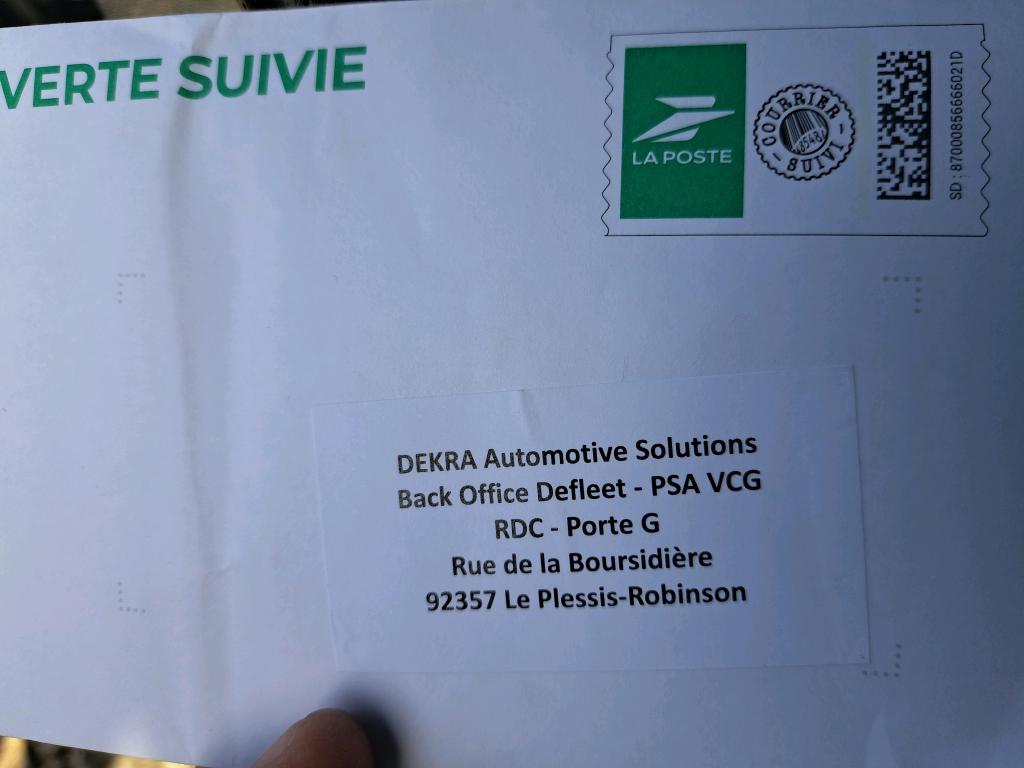 VERTE SUIVIE
LA POSTE
COURRIER
SUIVI
SD : 87000856666021D
DEKRA Automotive Solutions
Back Office Defleet - PSA VCG
RDC - Porte G
Rue de la Boursidière
92357 Le Plessis-Robinson